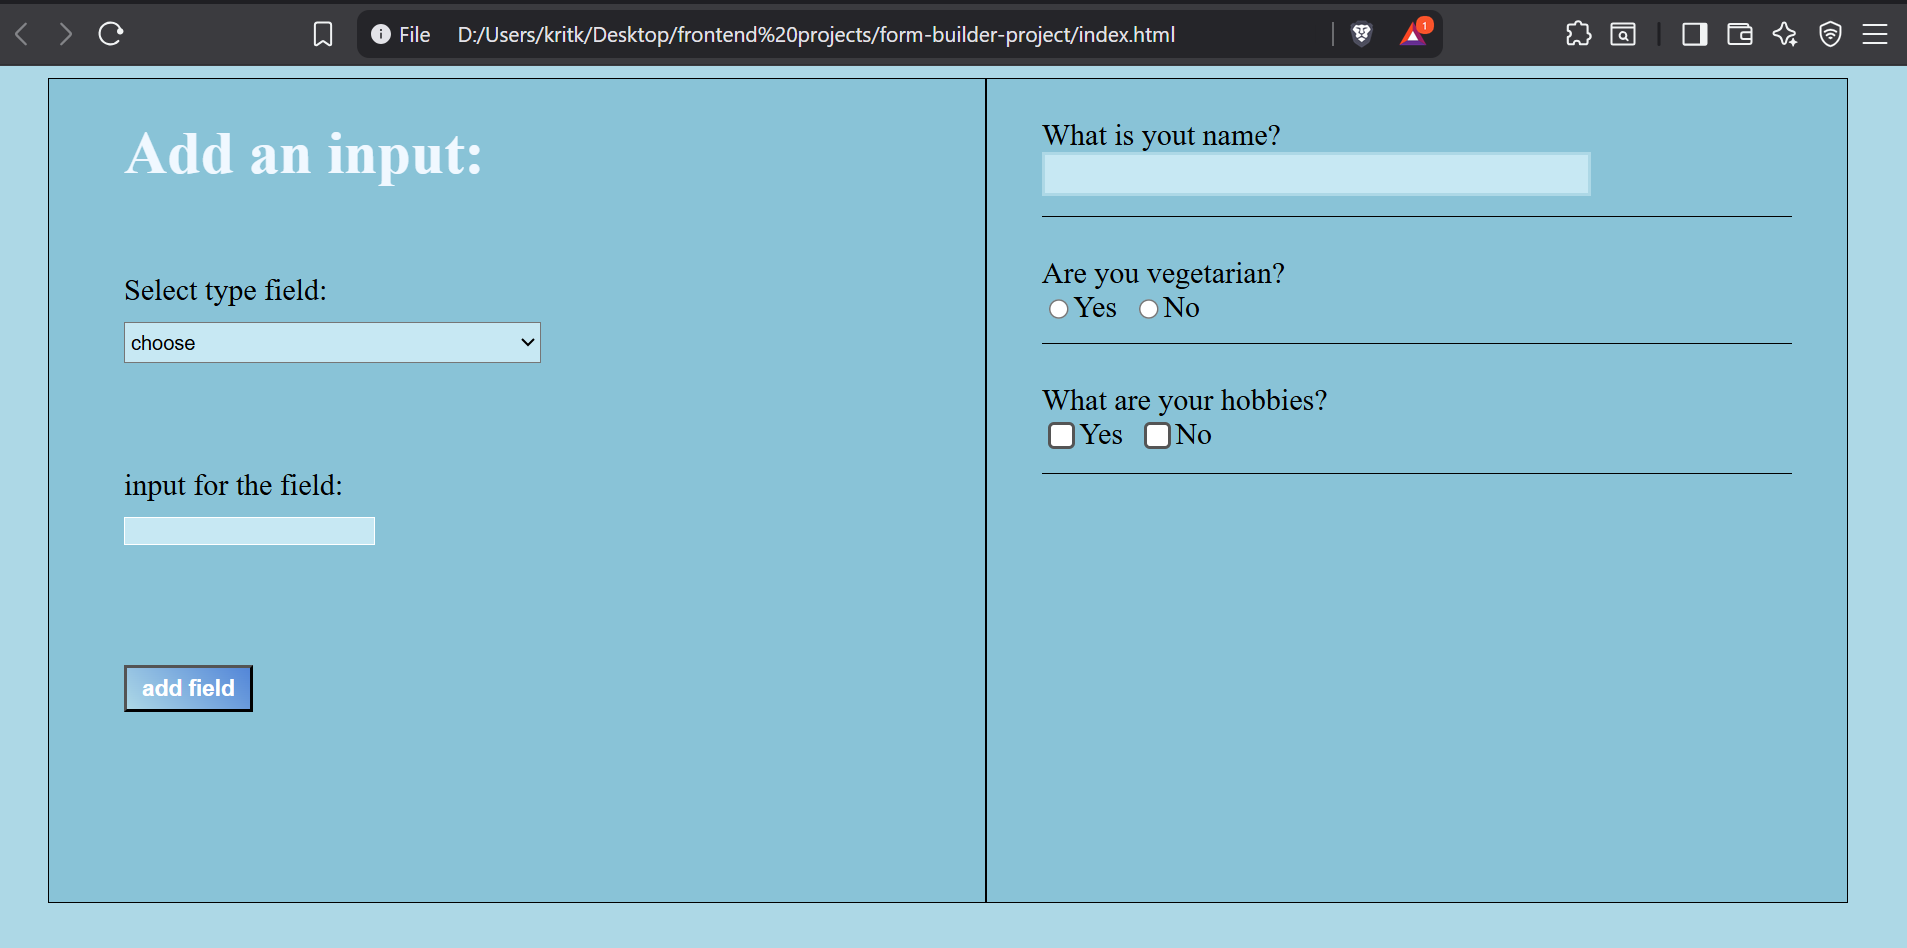 File D:/Users/kritk/Desktop/frontend%20projects/form-builder-project/index.html
1
Add an input:
Select type field:
choose
input for the field:
add field
What is yout name?
Are you vegetarian?
Yes No
What are your hobbies?
Yes No